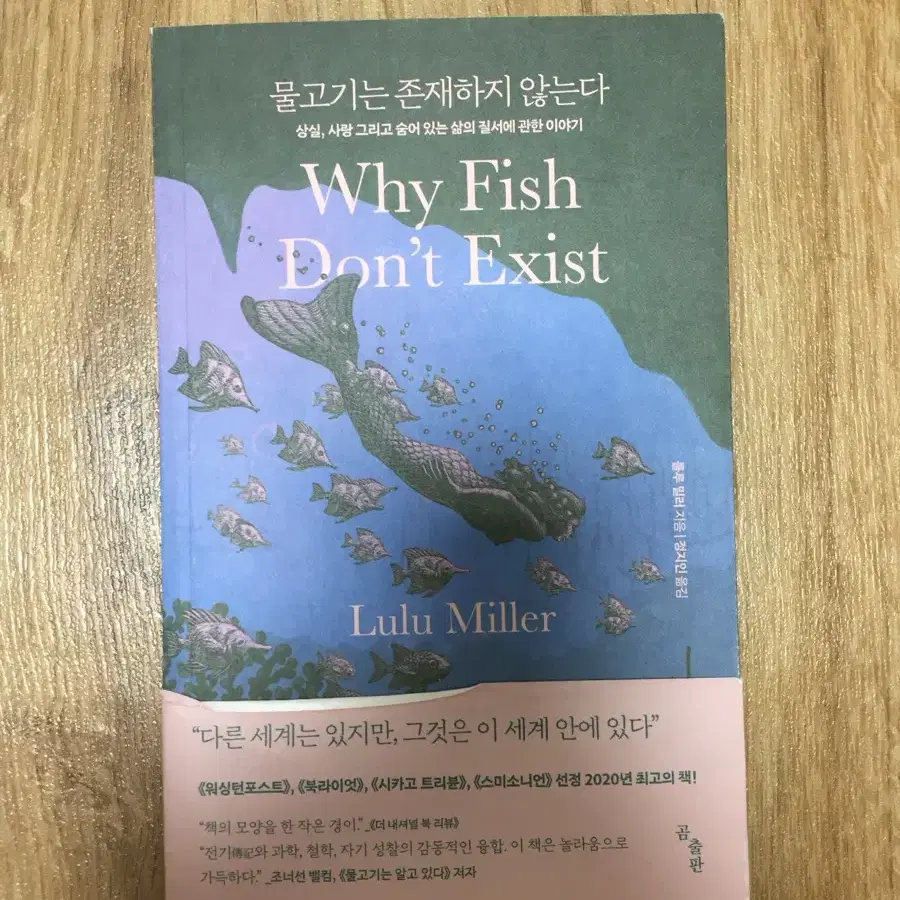 물고기는 존재하지 않는다
상실, 사랑 그리고 숨어 있는 삶의 질서에 관한 이야기
Why Fish
Don't Exist
룰루 밀러 지음 | 정지인 옮김
Lulu Miller
“다른 세계는 있지만, 그것은 이 세계 안에 있다”
《워싱턴포스트》, 《북라이엇》, 《시카고 트리뷴》, 《스미소니언》 선정 2020년 최고의 책!
“책의 모양을 한 작은 경이.”_《더 내셔널 북 리뷰》
“전기傳記와 과학, 철학, 자기 성찰의 감동적인 융합. 이 책은 놀라움으로
가득하다.” _조너선 밸컴, 《물고기는 알고 있다》 저자
곰출판